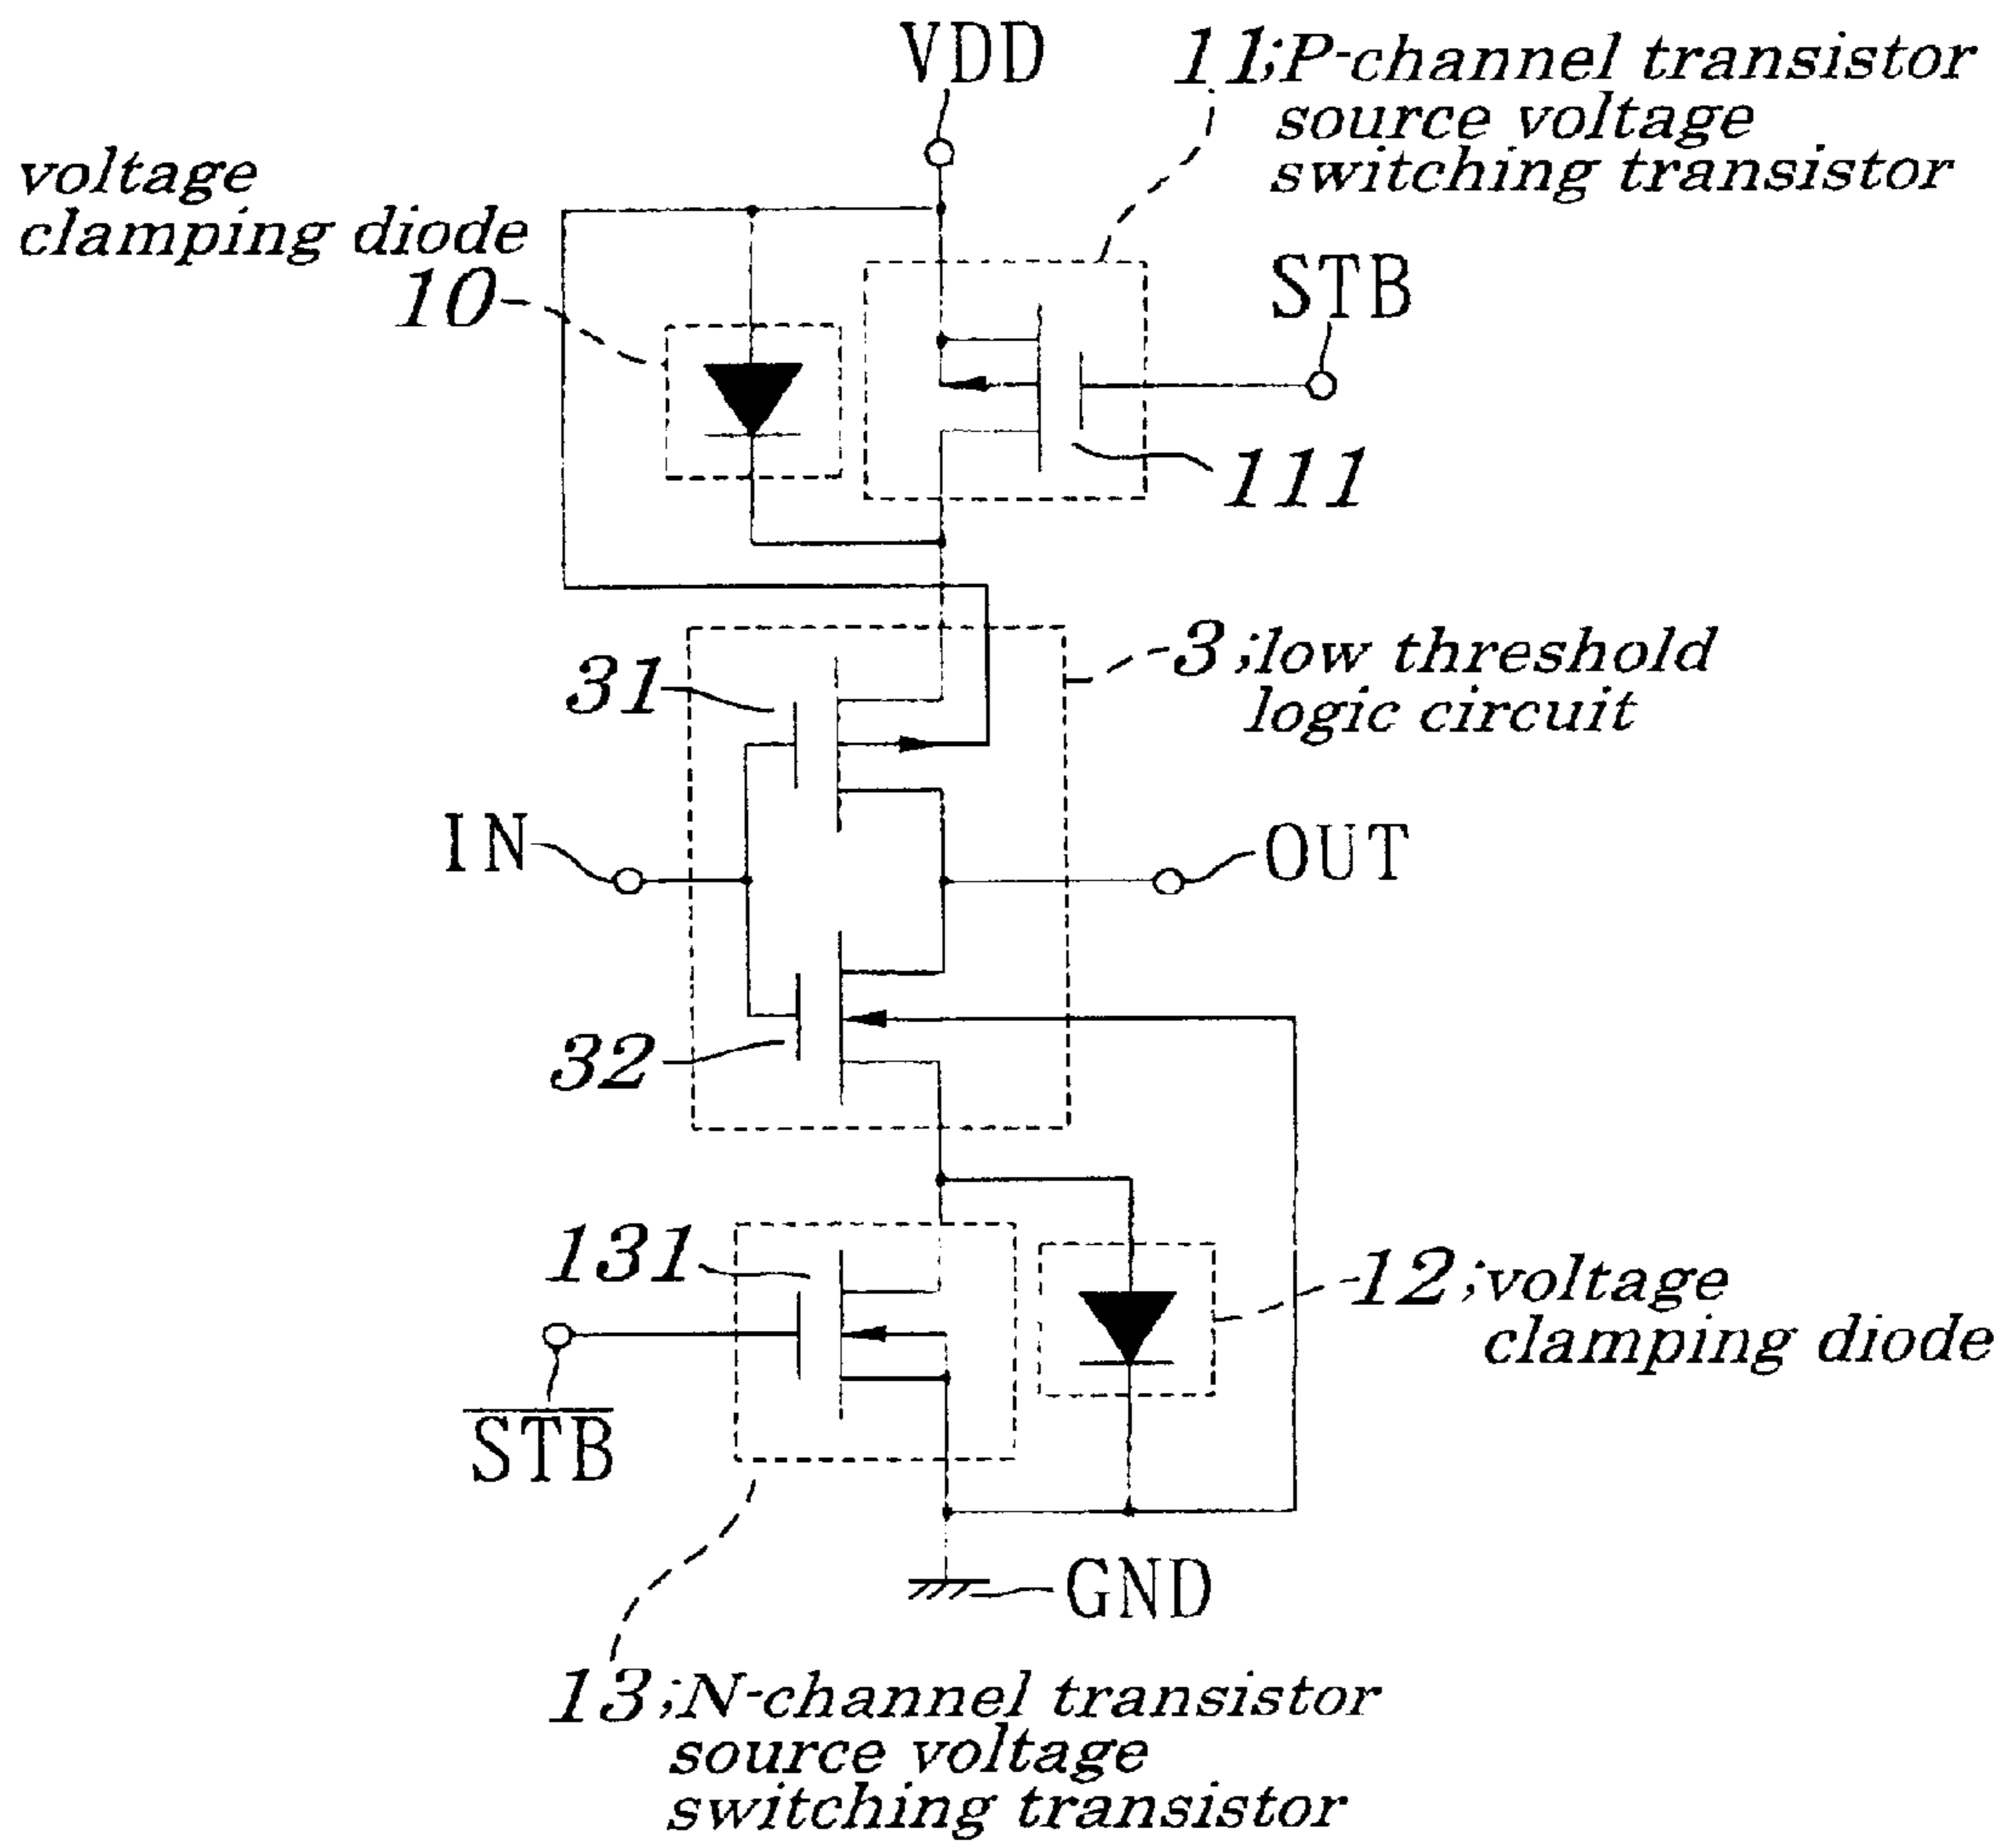 VDD
11;P-channel transistor
source voltage
switching transistor
voltage
clamping diode
10
STB
111
31
3;low threshold
logic circuit
IN
OUT
32
131
12;voltage
clamping diode
STB
GND
13;N-channel transistor
source voltage
switching transistor